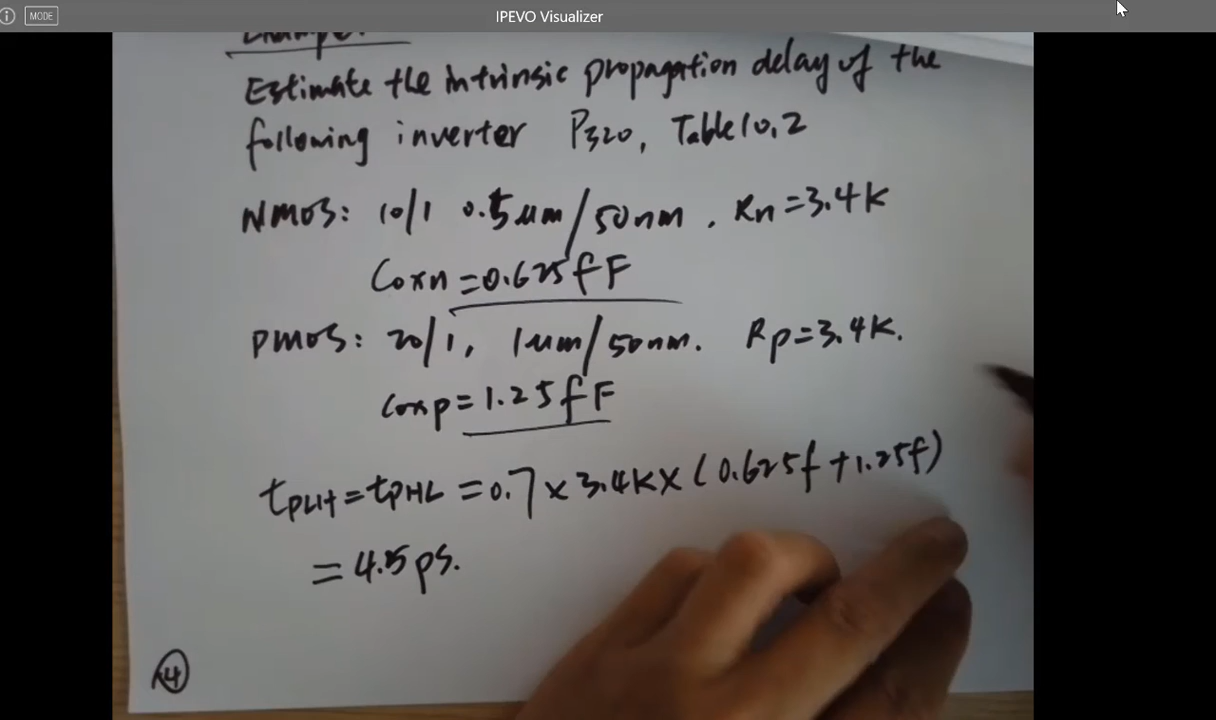 MODE
IPEVO Visualizer
Example:
Estimate the intrinsic propagation delay of the
following inverter P320, Table 10.2
NMOS: 10/1 0.5um/50nm. Rn=3.4K
Coxn=0.625fF
PMOS: 20/1, 1um/50nm. Rp=3.4K.
Coxp=1.25fF
tPLH=tPHL=0.7×3.4K×(0.625f+1.25f)
=4.5ps.
14